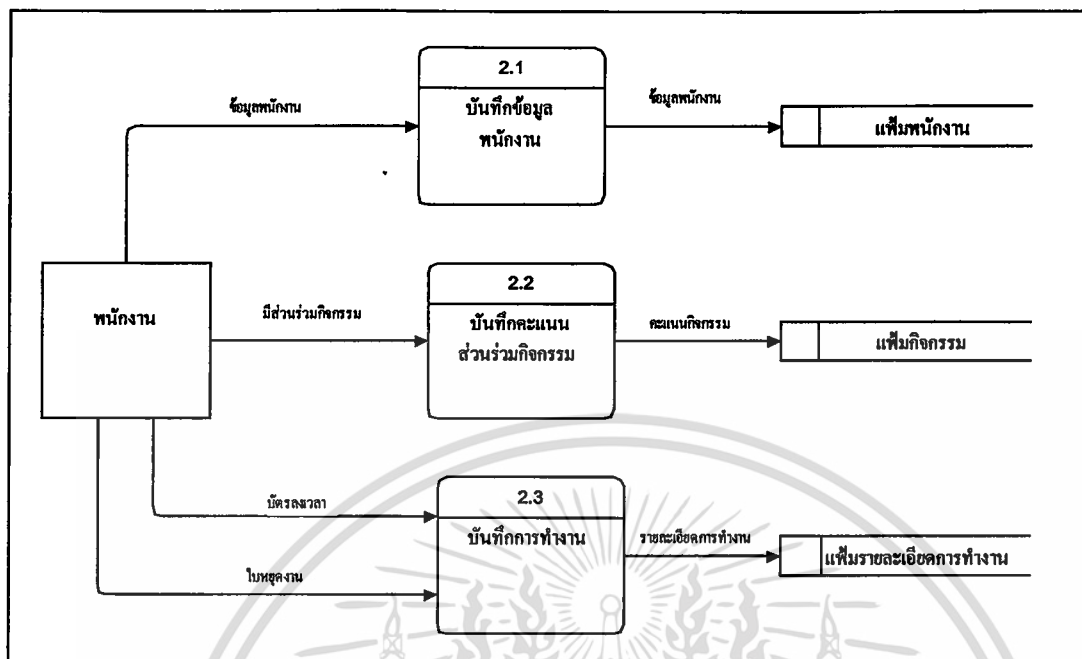 2.1
ข้อมูลพนักงาน
บันทึกข้อมูล
พนักงาน
ข้อมูลพนักงาน
แฟ้มพนักงาน
พนักงาน
มีส่วนร่วมกิจกรรม
2.2
บันทึกคะแนน
ส่วนร่วมกิจกรรม
คะแนนกิจกรรม
แฟ้มกิจกรรม
บัตรลงเวลา
ใบหยุดงาน
2.3
บันทึกการทำงาน
รายละเอียดการทำงาน
แฟ้มรายละเอียดการทำงาน